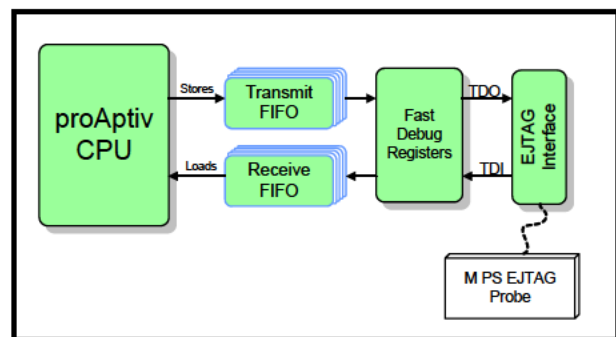 proAptiv
CPU
Stores
Transmit
FIFO
Loads
Receive
FIFO
Fast
Debug
Registers
TDO
TDI
EJTAG
Interface
M PS EJTAG
Probe